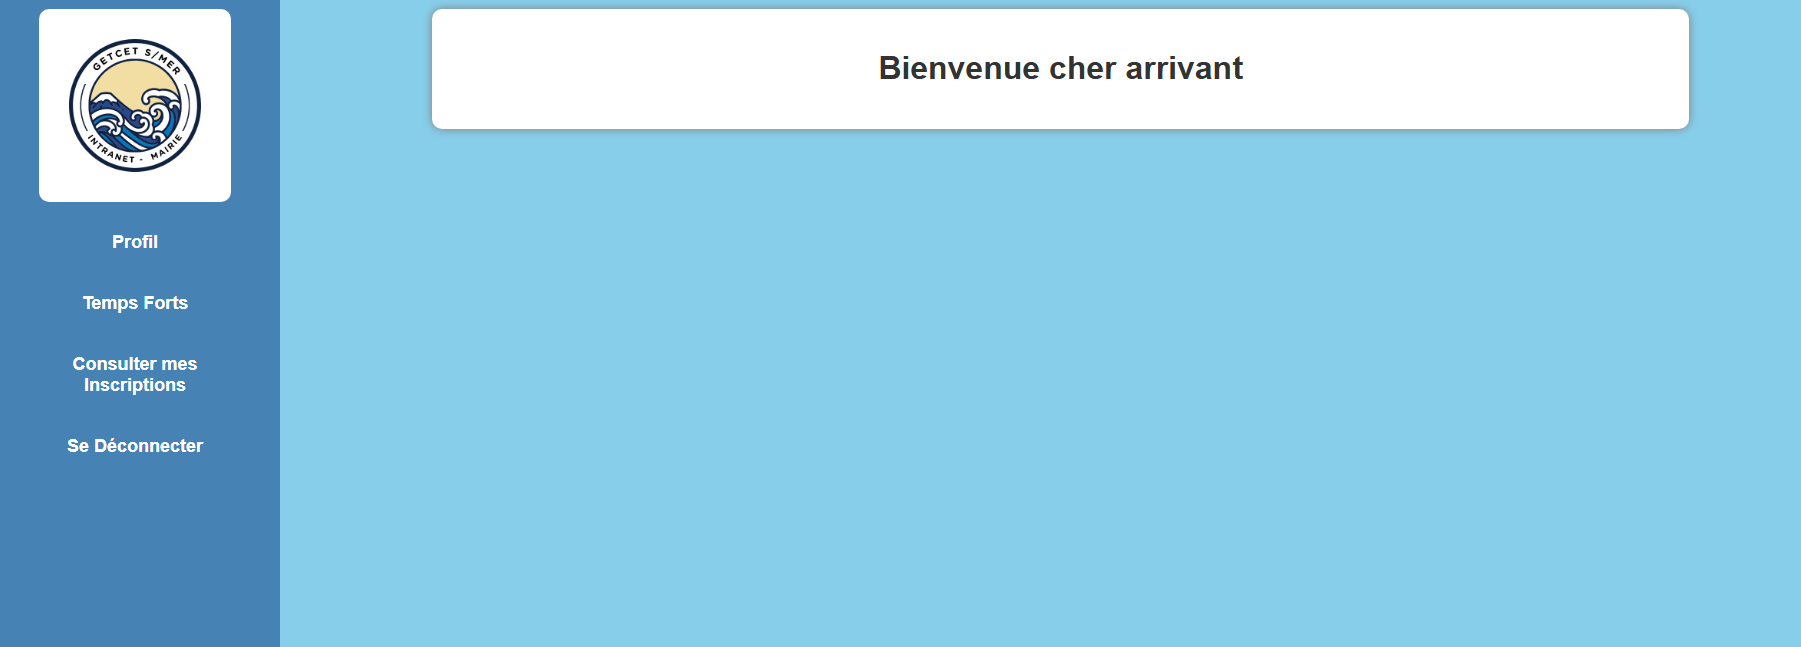 GETCET S/MER
INTRANET - MAIRIE
Profil
Temps Forts
Consulter mes
Inscriptions
Se Déconnecter
Bienvenue cher arrivant